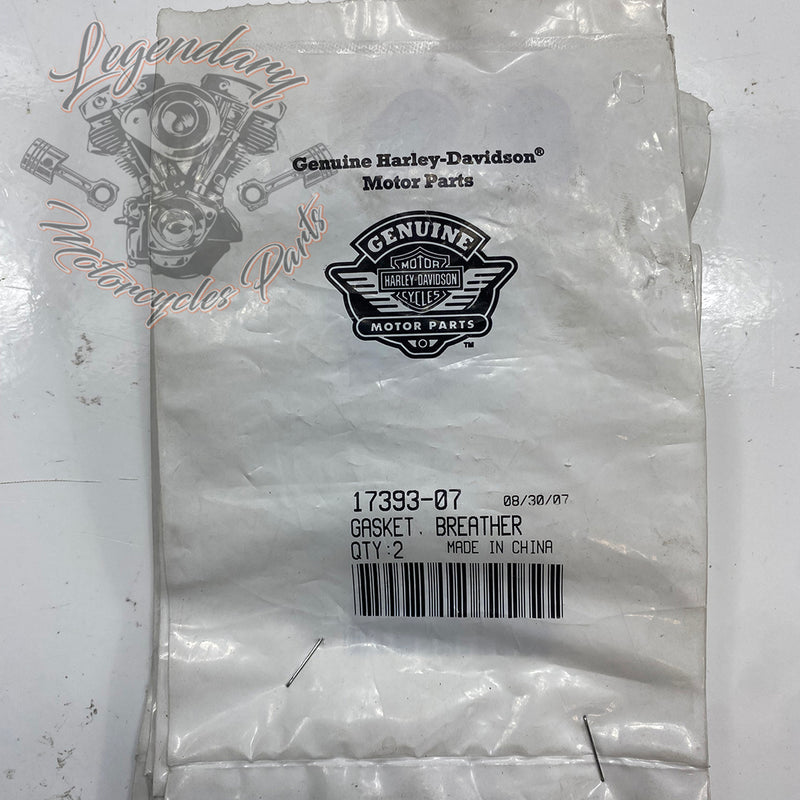 Legendary
Motorcycles Parts
Genuine Harley-Davidson®
Motor Parts
GENUINE
MOTOR
HARLEY-DAVIDSON
CYCLES
MOTOR PARTS
TM
17393-07 08/30/07
GASKET, BREATHER
QTY:2 MADE IN CHINA